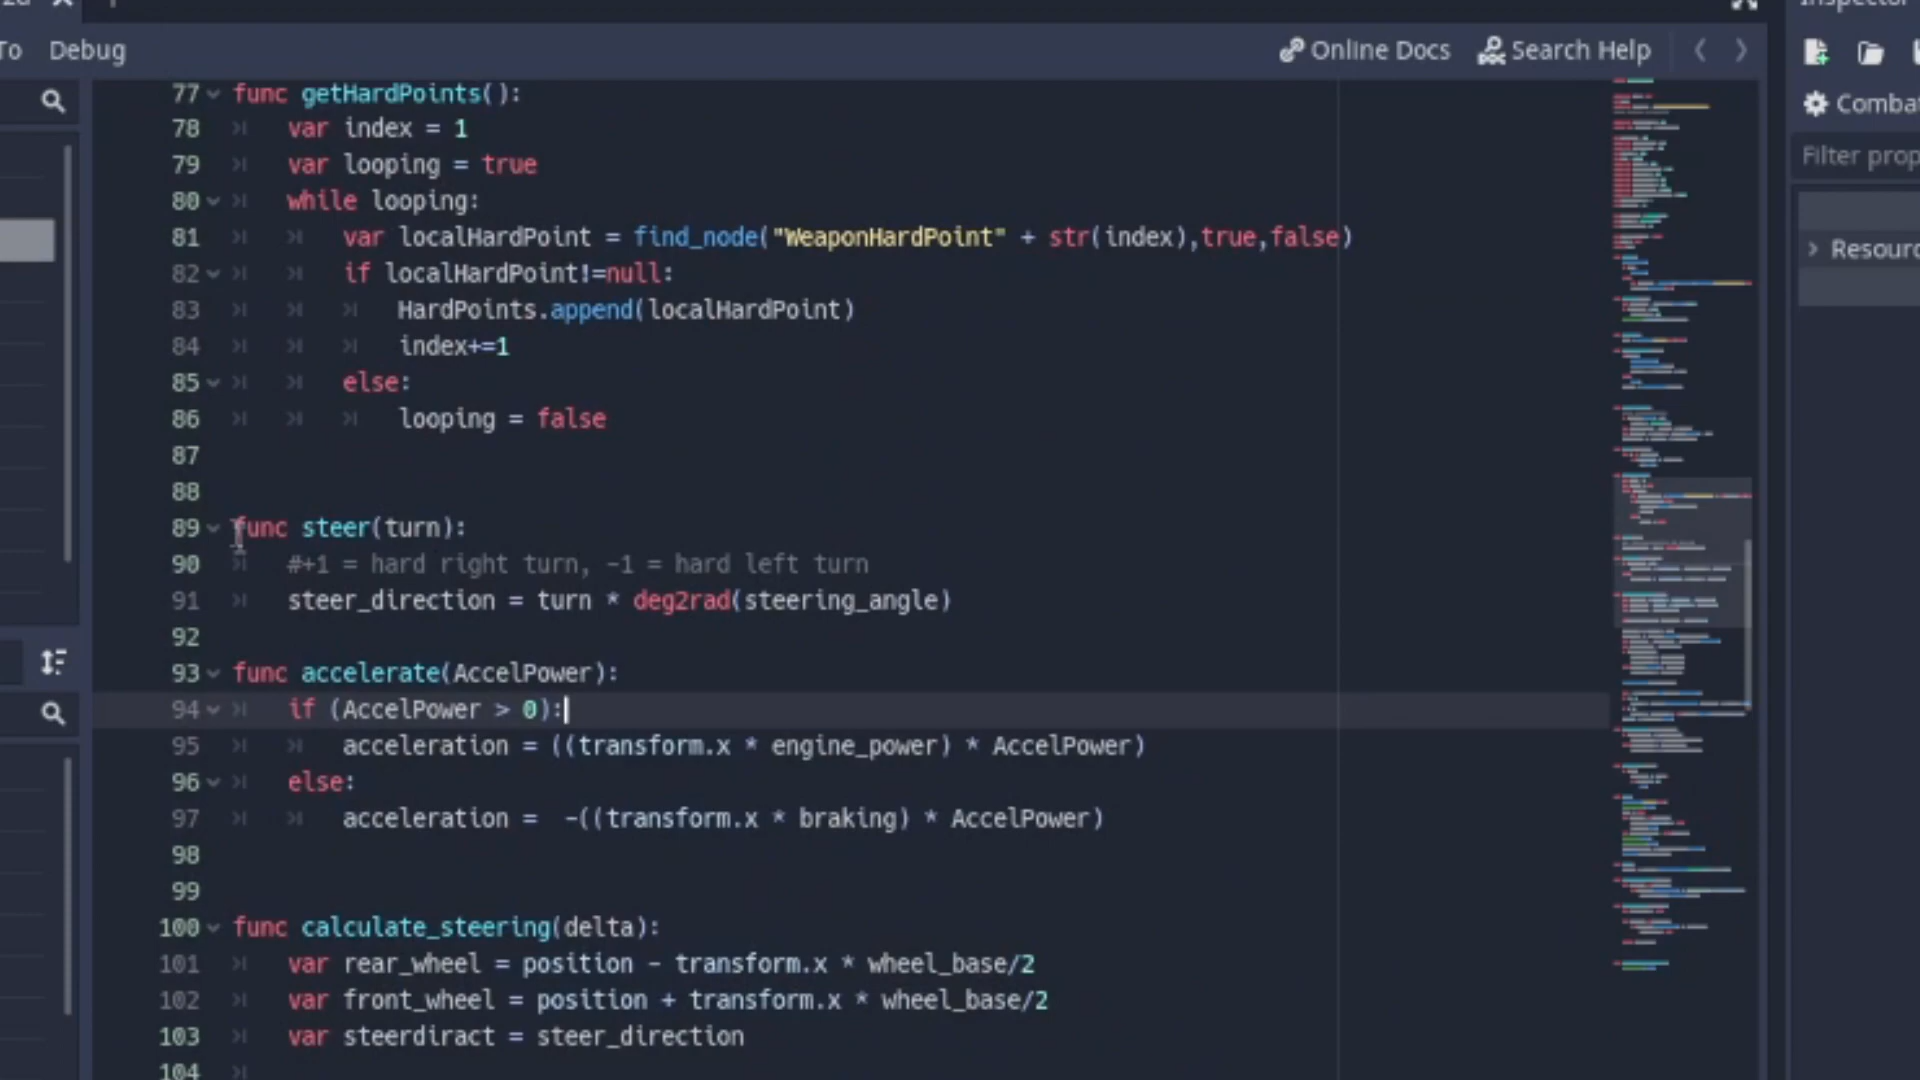 To Debug Online Docs Search Help
Comba
Filter prop
Resourc
77 func getHardPoints():
78 var index = 1
79 var looping = true
80 while looping:
81 var localHardPoint = find_node("WeaponHardPoint" + str(index),true,false)
82 if localHardPoint!=null:
83 HardPoints.append(localHardPoint)
84 index+=1
85 else:
86 looping = false
87
88
89 func steer(turn):
90 #+1 = hard right turn, -1 = hard left turn
91 steer_direction = turn * deg2rad(steering_angle)
92
93 func accelerate(AccelPower):
94 if (AccelPower > 0):
95 acceleration = ((transform.x * engine_power) * AccelPower)
96 else:
97 acceleration =  -((transform.x * braking) * AccelPower)
98
99
100 func calculate_steering(delta):
101 var rear_wheel = position - transform.x * wheel_base/2
102 var front_wheel = position + transform.x * wheel_base/2
103 var steerdiract = steer_direction
104